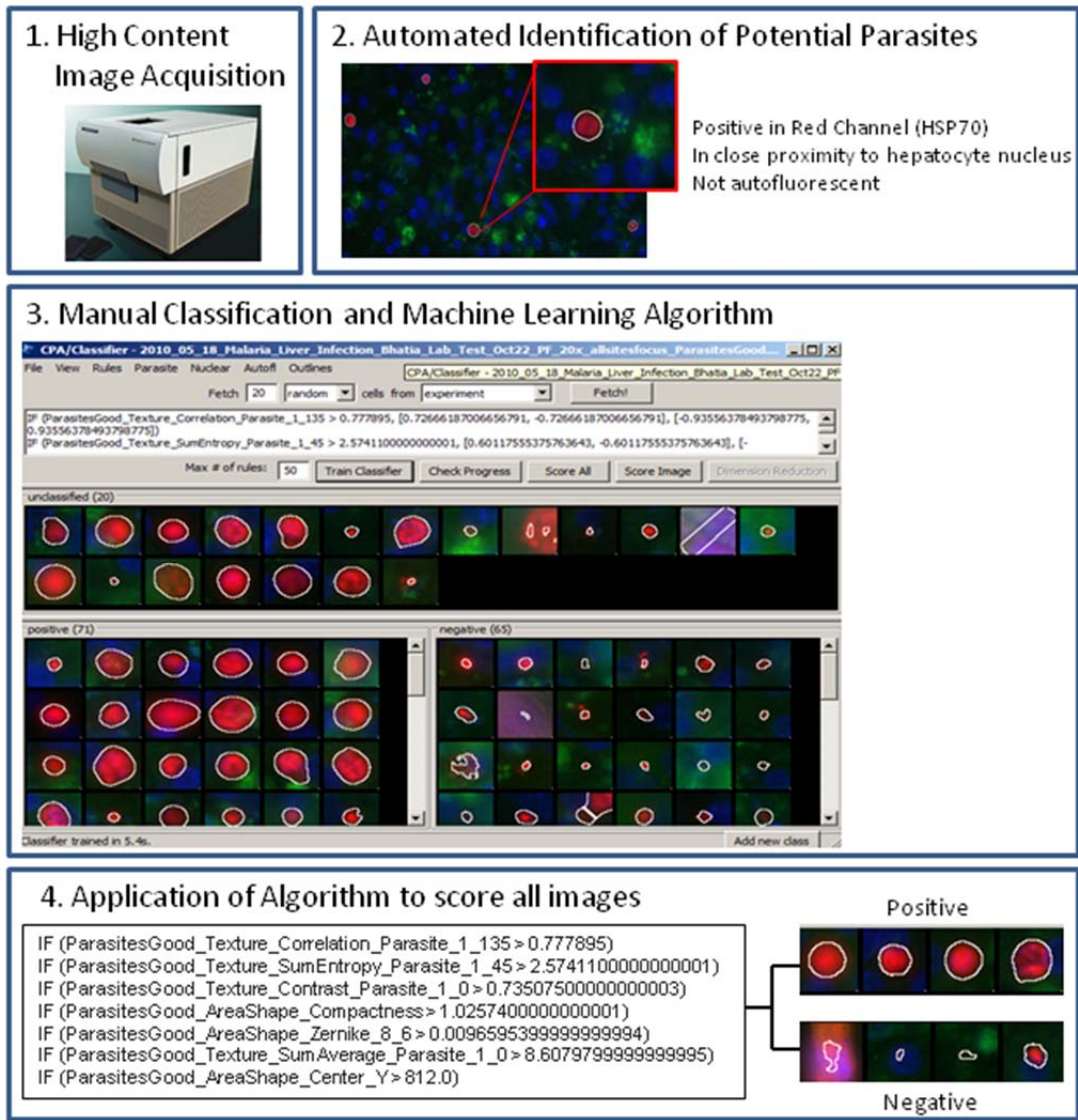 1. High Content
Image Acquisition
2. Automated Identification of Potential Parasites
Positive in Red Channel (HSP70)
In close proximity to hepatocyte nucleus
Not autofluorescent
3. Manual Classification and Machine Learning Algorithm
CPA/Classifier - 2010_05_18_Malaria_Liver_Infection_Bhatia_Lab_Test_Oct22_PF_20x_allsitesfocus_ParasitesGood....
File View Rules Parasite Nuclear Autofl Outlines
CPA/Classifier - 2010_05_18_Malaria_Liver_Infection_Bhatia_Lab_Test_Oct22_PF
Fetch 20 random cells from experiment Fetch!
IF (ParasitesGood_Texture_Correlation_Parasite_1_135 > 0.777895, [0.72666187006656791, -0.72666187006656791], [-0.93556378493798775,
0.93556378493798775])
IF (ParasitesGood_Texture_SumEntropy_Parasite_1_45 > 2.5741100000000001, [0.60117555375763643, -0.60117555375763643], [-
Max # of rules: 50 Train Classifier Check Progress Score All Score Image Dimension Reduction
unclassified (20)
positive (71)
negative (65)
Classifier trained in 5.4s.
Add new class
4. Application of Algorithm to score all images
IF (ParasitesGood_Texture_Correlation_Parasite_1_135 > 0.777895)
IF (ParasitesGood_Texture_SumEntropy_Parasite_1_45 > 2.5741100000000001)
IF (ParasitesGood_Texture_Contrast_Parasite_1_0 > 0.73507500000000003)
IF (ParasitesGood_AreaShape_Compactness > 1.0257400000000001)
IF (ParasitesGood_AreaShape_Zernike_8_6 > 0.0096595399999999994)
IF (ParasitesGood_Texture_SumAverage_Parasite_1_0 > 8.6079799999999995)
IF (ParasitesGood_AreaShape_Center_Y > 812.0)
Positive
Negative